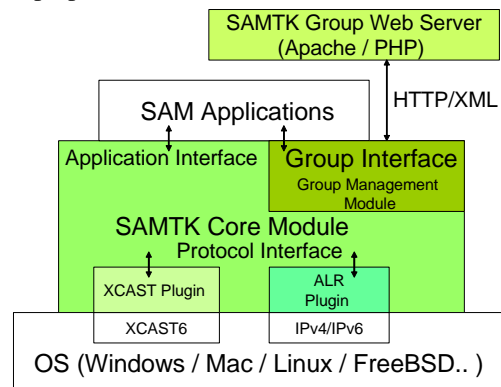 SAMTK Group Web Server
(Apache / PHP)
HTTP/XML
SAM Applications
Application Interface
Group Interface
Group Management
Module
SAMTK Core Module
Protocol Interface
XCAST Plugin
ALR
Plugin
XCAST6
IPv4/IPv6
OS (Windows / Mac / Linux / FreeBSD.. )